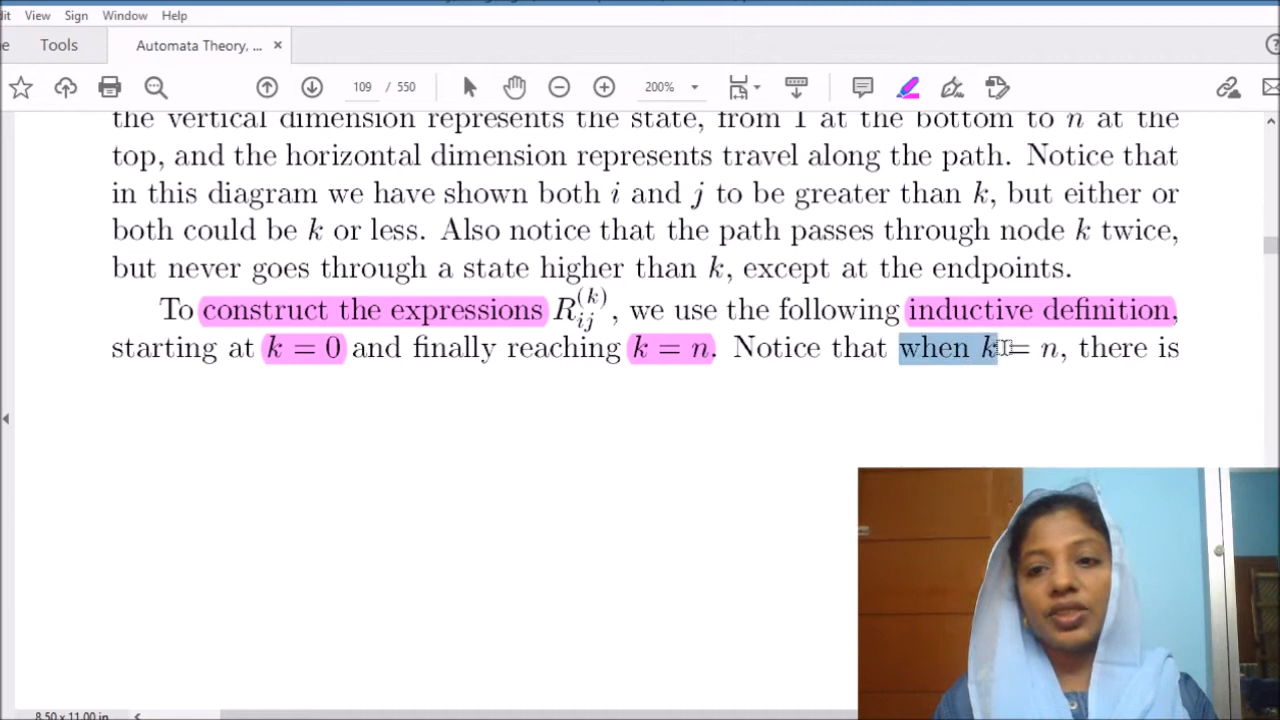 View Sign Window Help
Tools Automata Theory, ... ×
109 / 550 200%
the vertical dimension represents the state, from 1 at the bottom to n at the
top, and the horizontal dimension represents travel along the path. Notice that
in this diagram we have shown both i and j to be greater than k, but either or
both could be k or less. Also notice that the path passes through node k twice,
but never goes through a state higher than k, except at the endpoints.
To construct the expressions R_{ij}^{(k)}, we use the following inductive definition,
starting at k = 0 and finally reaching k = n. Notice that when k = n, there is
8.50 x 11.00 in